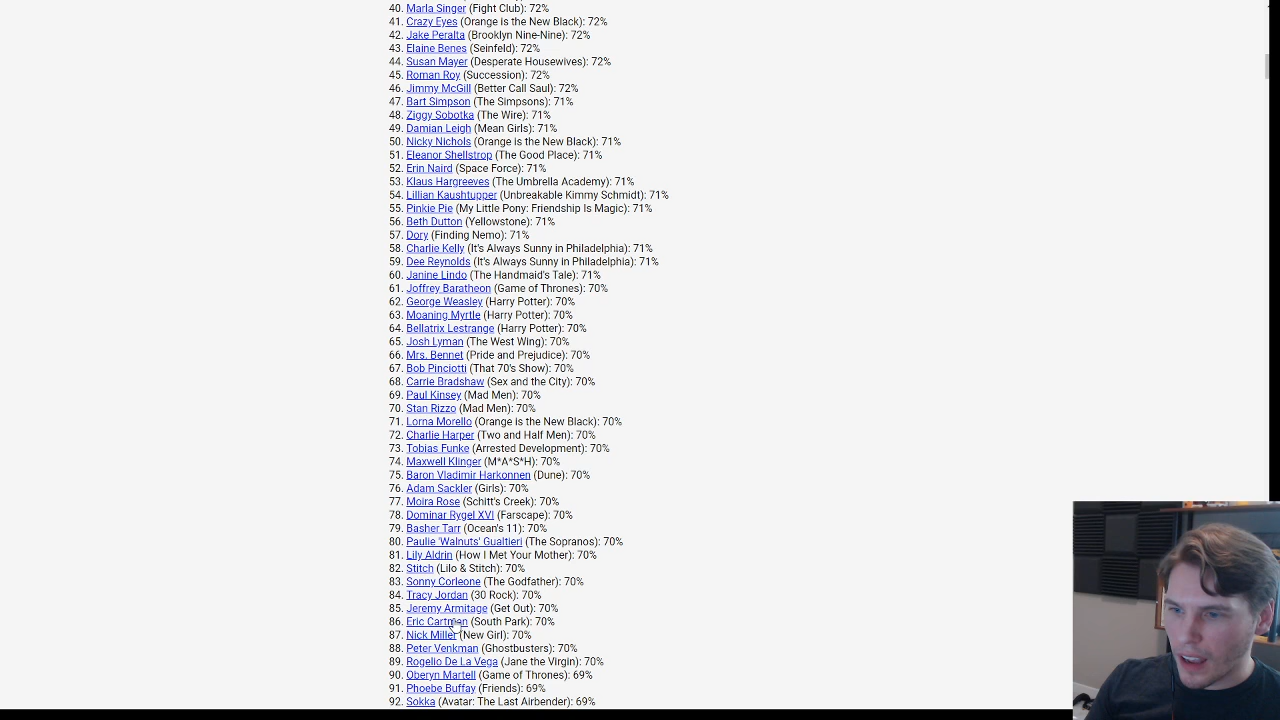 40. Marla Singer (Fight Club): 72%
41. Crazy Eyes (Orange is the New Black): 72%
42. Jake Peralta (Brooklyn Nine-Nine): 72%
43. Elaine Benes (Seinfeld): 72%
44. Susan Mayer (Desperate Housewives): 72%
45. Roman Roy (Succession): 72%
46. Jimmy McGill (Better Call Saul): 72%
47. Bart Simpson (The Simpsons): 71%
48. Ziggy Sobotka (The Wire): 71%
49. Damian Leigh (Mean Girls): 71%
50. Nicky Nichols (Orange is the New Black): 71%
51. Eleanor Shellstrop (The Good Place): 71%
52. Erin Naird (Space Force): 71%
53. Klaus Hargreeves (The Umbrella Academy): 71%
54. Lillian Kaushtupper (Unbreakable Kimmy Schmidt): 71%
55. Pinkie Pie (My Little Pony: Friendship Is Magic): 71%
56. Beth Dutton (Yellowstone): 71%
57. Dory (Finding Nemo): 71%
58. Charlie Kelly (It's Always Sunny in Philadelphia): 71%
59. Dee Reynolds (It's Always Sunny in Philadelphia): 71%
60. Janine Lindo (The Handmaid's Tale): 71%
61. Joffrey Baratheon (Game of Thrones): 70%
62. George Weasley (Harry Potter): 70%
63. Moaning Myrtle (Harry Potter): 70%
64. Bellatrix Lestrange (Harry Potter): 70%
65. Josh Lyman (The West Wing): 70%
66. Mrs. Bennet (Pride and Prejudice): 70%
67. Bob Pinciotti (That 70's Show): 70%
68. Carrie Bradshaw (Sex and the City): 70%
69. Paul Kinsey (Mad Men): 70%
70. Stan Rizzo (Mad Men): 70%
71. Lorna Morello (Orange is the New Black): 70%
72. Charlie Harper (Two and Half Men): 70%
73. Tobias Funke (Arrested Development): 70%
74. Maxwell Klinger (M*A*S*H): 70%
75. Baron Vladimir Harkonnen (Dune): 70%
76. Adam Sackler (Girls): 70%
77. Moira Rose (Schitt's Creek): 70%
78. Dominar Rygel XVI (Farscape): 70%
79. Basher Tarr (Ocean's 11): 70%
80. Paulie 'Walnuts' Gualtieri (The Sopranos): 70%
81. Lily Aldrin (How I Met Your Mother): 70%
82. Stitch (Lilo & Stitch): 70%
83. Sonny Corleone (The Godfather): 70%
84. Tracy Jordan (30 Rock): 70%
85. Jeremy Armitage (Get Out): 70%
86. Eric Cartman (South Park): 70%
87. Nick Miller (New Girl): 70%
88. Peter Venkman (Ghostbusters): 70%
89. Rogelio De La Vega (Jane the Virgin): 70%
90. Oberyn Martell (Game of Thrones): 69%
91. Phoebe Buffay (Friends): 69%
92. Sokka (Avatar: The Last Airbender): 69%